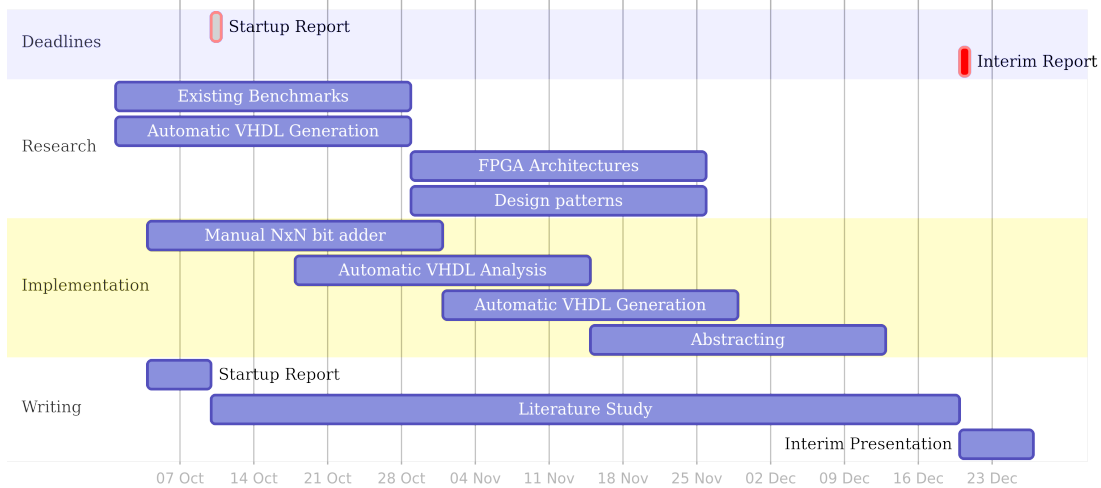 Deadlines
Startup Report
Interim Report
Research
Existing Benchmarks
Automatic VHDL Generation
FPGA Architectures
Design patterns
Implementation
Manual NxN bit adder
Automatic VHDL Analysis
Automatic VHDL Generation
Abstracting
Writing
Startup Report
Literature Study
Interim Presentation
07 Oct 14 Oct 21 Oct 28 Oct 04 Nov 11 Nov 18 Nov 25 Nov 02 Dec 09 Dec 16 Dec 23 Dec